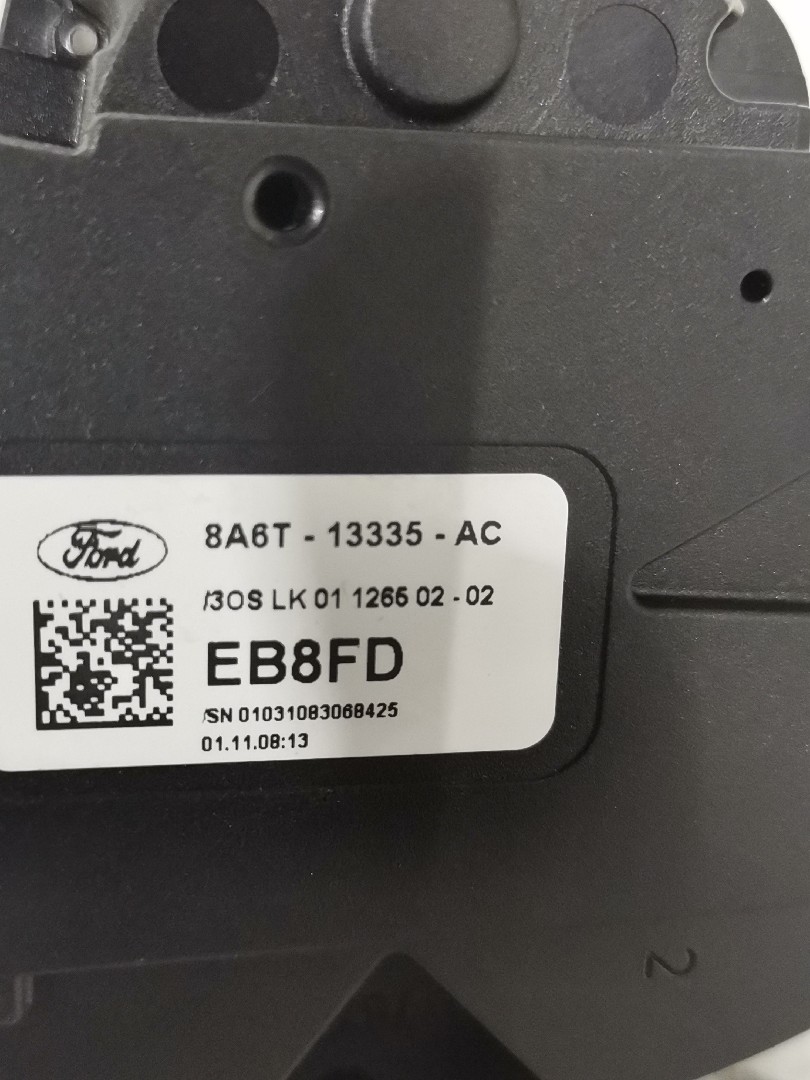 Ford
8A6T - 13335 - AC
/3OS LK 01 1266 02 - 02
EB8FD
/SN 01031083068425
01.11.08:13
2